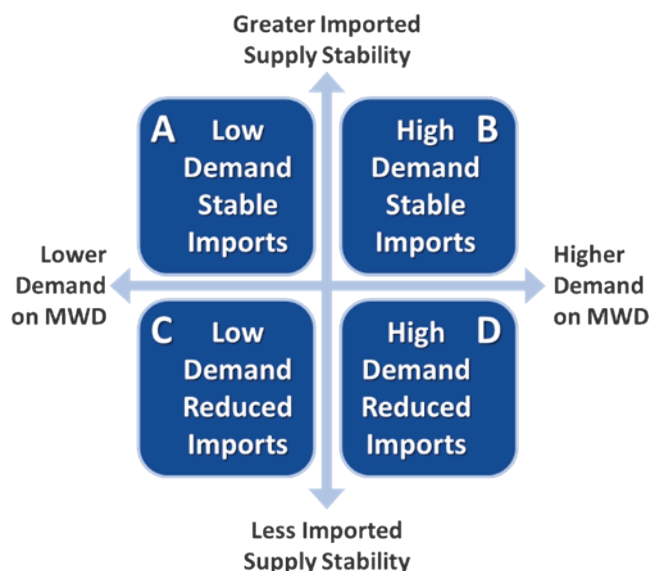 Greater Imported
Supply Stability
A Low
Demand
Stable
Imports
High B
Demand
Stable
Imports
Lower
Demand
on MWD
Higher
Demand
on MWD
C Low
Demand
Reduced
Imports
High D
Demand
Reduced
Imports
Less Imported
Supply Stability